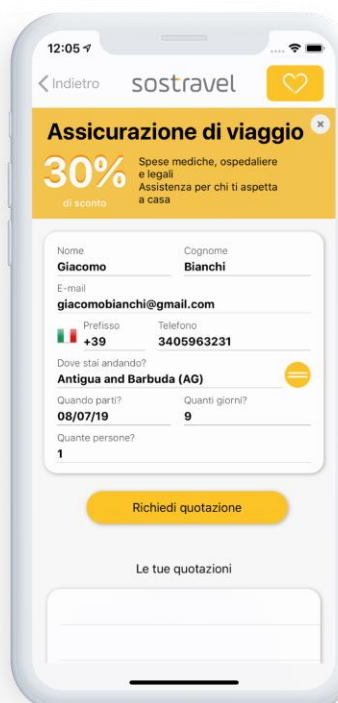 12:05
Indietro
sostravel
Assicurazione di viaggio
30%
di sconto
Spese mediche, ospedaliere
e legali
Assistenza per chi ti aspetta
a casa
Nome Cognome
Giacomo Bianchi
E-mail
giacomobianchi@gmail.com
Prefisso Telefono
+39 3405963231
Dove stai andando?
Antigua and Barbuda (AG)
Quando parti? Quanti giorni?
08/07/19 9
Quante persone?
1
Richiedi quotazione
Le tue quotazioni